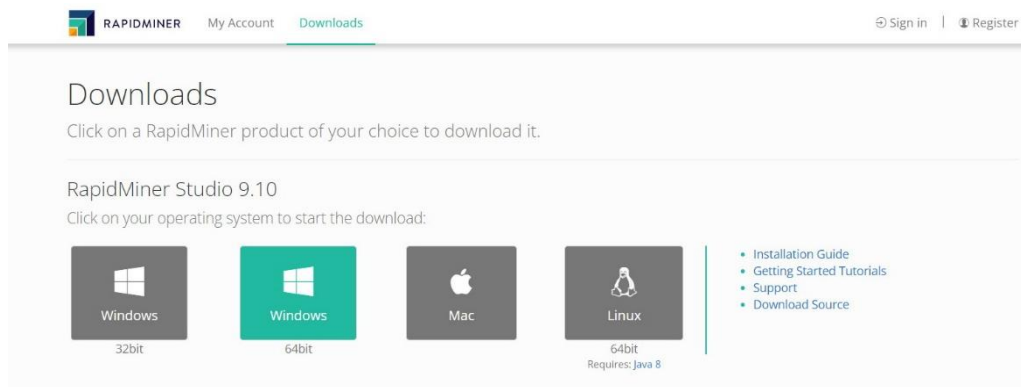 RAPIDMINER My Account Downloads Sign in | Register
Downloads
Click on a RapidMiner product of your choice to download it.
RapidMiner Studio 9.10
Click on your operating system to start the download:
Windows
32bit
Windows
64bit
Mac
Linux
64bit
Requires: Java 8
• Installation Guide
• Getting Started Tutorials
• Support
• Download Source